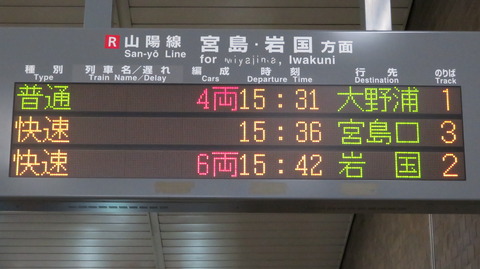 R 山陽線 宮島・岩国方面
San-yō Line for miyajima, Iwakuni
種別 列車名/遅れ 編成 時刻 行先 のりば
Type Train Name/Delay Cars Departure Time Destination Track
普通 4両 15:31 大野浦 1
快速 15:36 宮島口 3
快速 6両 15:42 岩国 2